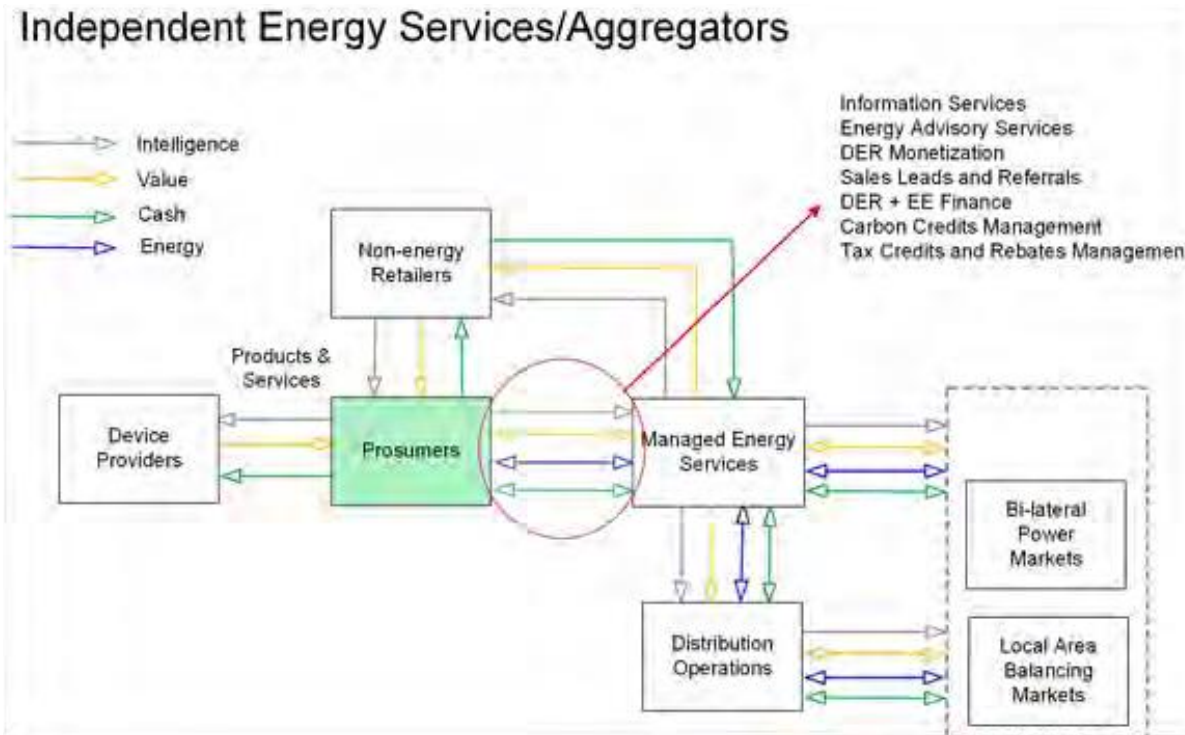 Independent Energy Services/Aggregators
Information Services
Energy Advisory Services
DER Monetization
Sales Leads and Referrals
DER + EE Finance
Carbon Credits Management
Tax Credits and Rebates Managemen
Intelligence
Value
Cash
Energy
Non-energy
Retailers
Products &
Services
Device
Providers
Prosumers
Managed Energy
Services
Bi-lateral
Power
Markets
Distribution
Operations
Local Area
Balancing
Markets